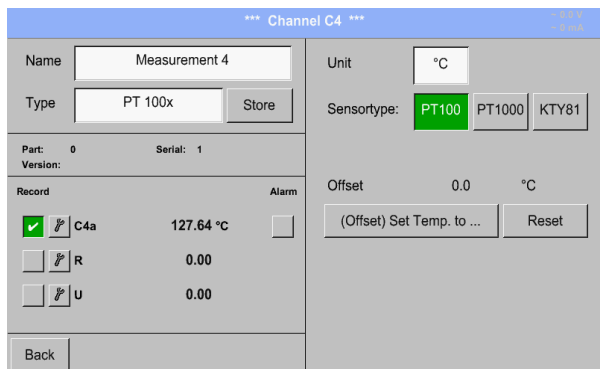 *** Channel C4 ***
~ 0.0 V
~ 0 mA
Name
Measurement 4
Type
PT 100x
Store
Part: 0 Serial: 1
Version:
Record Alarm
C4a 127.64 °C
R 0.00
U 0.00
Back
Unit
°C
Sensortype:
PT100
PT1000
KTY81
Offset 0.0 °C
(Offset) Set Temp. to ...
Reset